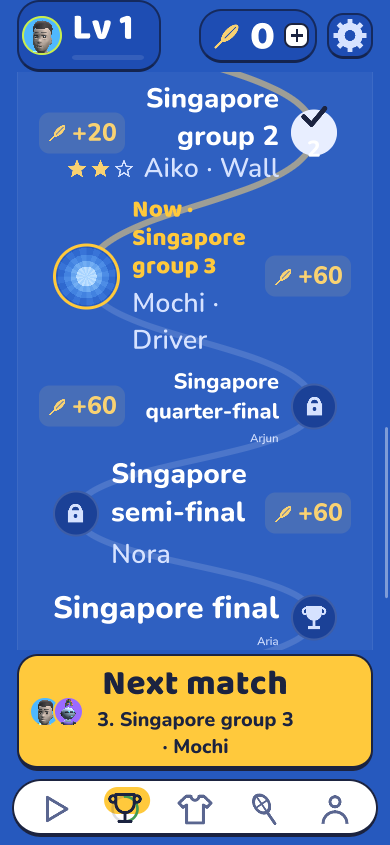 Lv 1
0
Singapore
group 2
+20
2
Aiko · Wall
Now ·
Singapore
group 3
+60
Mochi ·
Driver
Singapore
quarter-final
+60
Arjun
Singapore
semi-final
+60
Nora
Singapore final
Aria
Next match
3. Singapore group 3
· Mochi